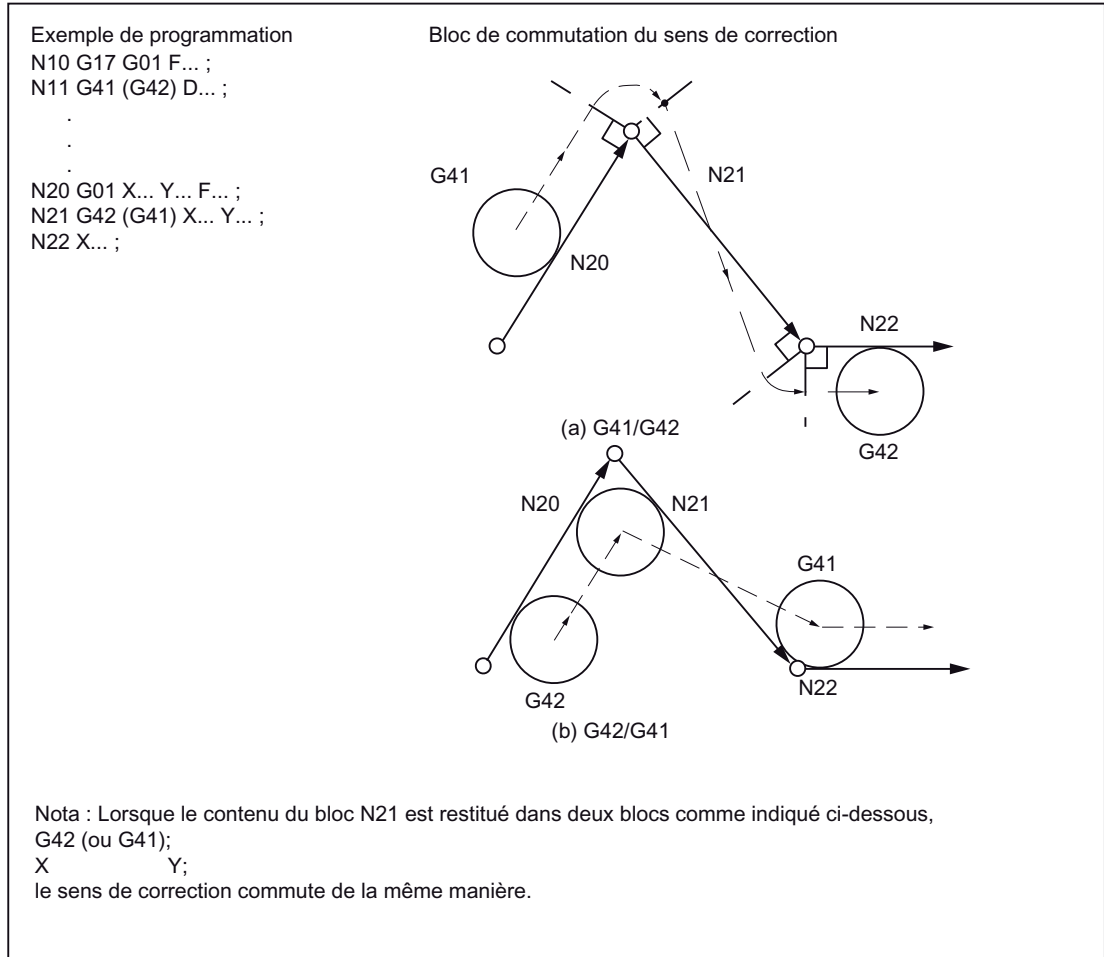 Exemple de programmation
N10 G17 G01 F... ;
N11 G41 (G42) D... ;
.
.
.
N20 G01 X... Y... F... ;
N21 G42 (G41) X... Y... ;
N22 X... ;
Bloc de commutation du sens de correction
G41
N21
N20
N22
(a) G41/G42
G42
N20
N21
G41
G42
N22
(b) G42/G41
Nota : Lorsque le contenu du bloc N21 est restitué dans deux blocs comme indiqué ci-dessous,
G42 (ou G41);
X Y;
le sens de correction commute de la même manière.